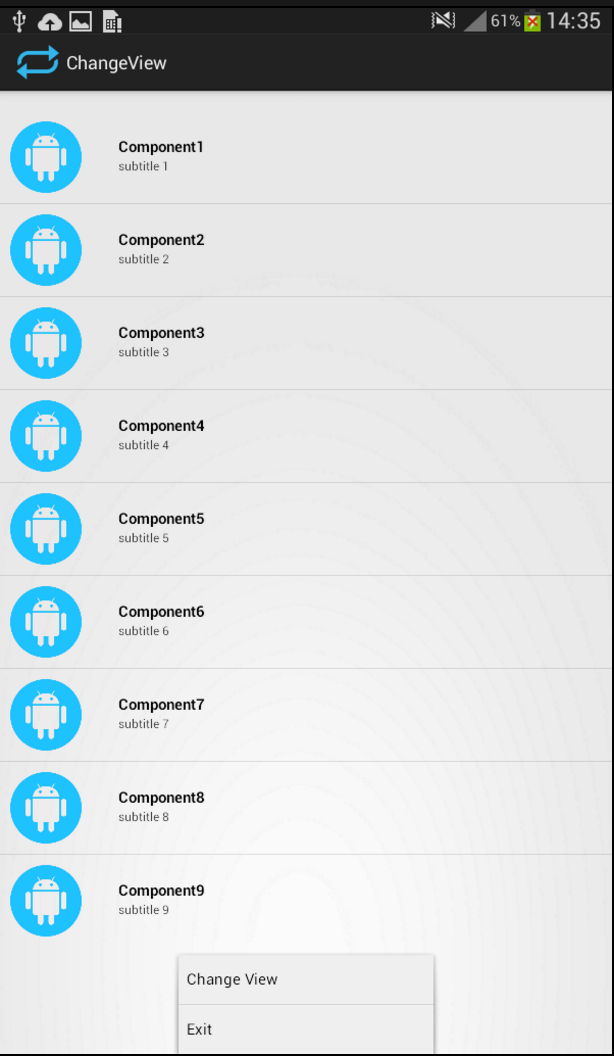 61% 14:35
ChangeView
Component1
subtitle 1
Component2
subtitle 2
Component3
subtitle 3
Component4
subtitle 4
Component5
subtitle 5
Component6
subtitle 6
Component7
subtitle 7
Component8
subtitle 8
Component9
subtitle 9
Change View
Exit